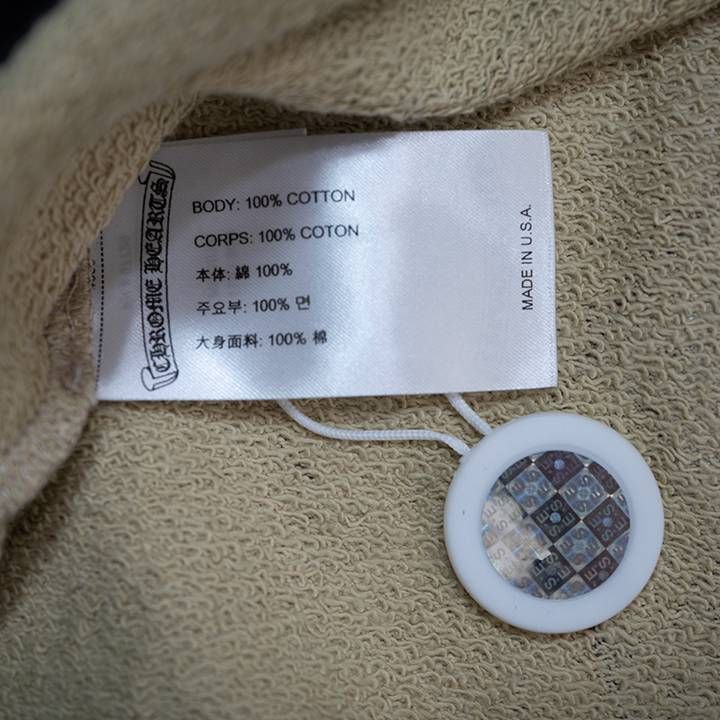 CHROME HEARTS
BODY: 100% COTTON
CORPS: 100% COTON
本体: 綿 100%
주요부: 100% 면
大身面料: 100% 棉
MADE IN U.S.A.